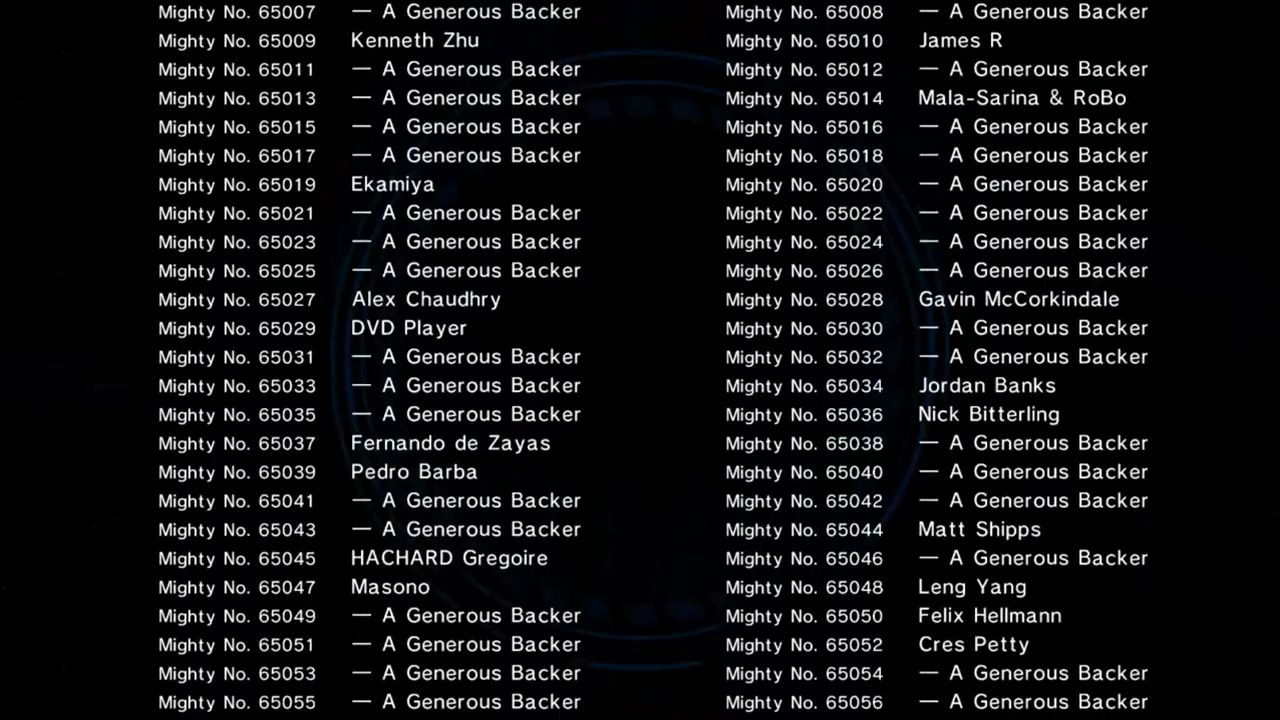 Mighty No. 65007 — A Generous Backer Mighty No. 65008 — A Generous Backer
Mighty No. 65009 Kenneth Zhu Mighty No. 65010 James R
Mighty No. 65011 — A Generous Backer Mighty No. 65012 — A Generous Backer
Mighty No. 65013 — A Generous Backer Mighty No. 65014 Mala-Sarina & RoBo
Mighty No. 65015 — A Generous Backer Mighty No. 65016 — A Generous Backer
Mighty No. 65017 — A Generous Backer Mighty No. 65018 — A Generous Backer
Mighty No. 65019 Ekamiya Mighty No. 65020 — A Generous Backer
Mighty No. 65021 — A Generous Backer Mighty No. 65022 — A Generous Backer
Mighty No. 65023 — A Generous Backer Mighty No. 65024 — A Generous Backer
Mighty No. 65025 — A Generous Backer Mighty No. 65026 — A Generous Backer
Mighty No. 65027 Alex Chaudhry Mighty No. 65028 Gavin McCorkindale
Mighty No. 65029 DVD Player Mighty No. 65030 — A Generous Backer
Mighty No. 65031 — A Generous Backer Mighty No. 65032 — A Generous Backer
Mighty No. 65033 — A Generous Backer Mighty No. 65034 Jordan Banks
Mighty No. 65035 — A Generous Backer Mighty No. 65036 Nick Bitterling
Mighty No. 65037 Fernando de Zayas Mighty No. 65038 — A Generous Backer
Mighty No. 65039 Pedro Barba Mighty No. 65040 — A Generous Backer
Mighty No. 65041 — A Generous Backer Mighty No. 65042 — A Generous Backer
Mighty No. 65043 — A Generous Backer Mighty No. 65044 Matt Shipps
Mighty No. 65045 HACHARD Gregoire Mighty No. 65046 — A Generous Backer
Mighty No. 65047 Masono Mighty No. 65048 Leng Yang
Mighty No. 65049 — A Generous Backer Mighty No. 65050 Felix Hellmann
Mighty No. 65051 — A Generous Backer Mighty No. 65052 Cres Petty
Mighty No. 65053 — A Generous Backer Mighty No. 65054 — A Generous Backer
Mighty No. 65055 — A Generous Backer Mighty No. 65056 — A Generous Backer